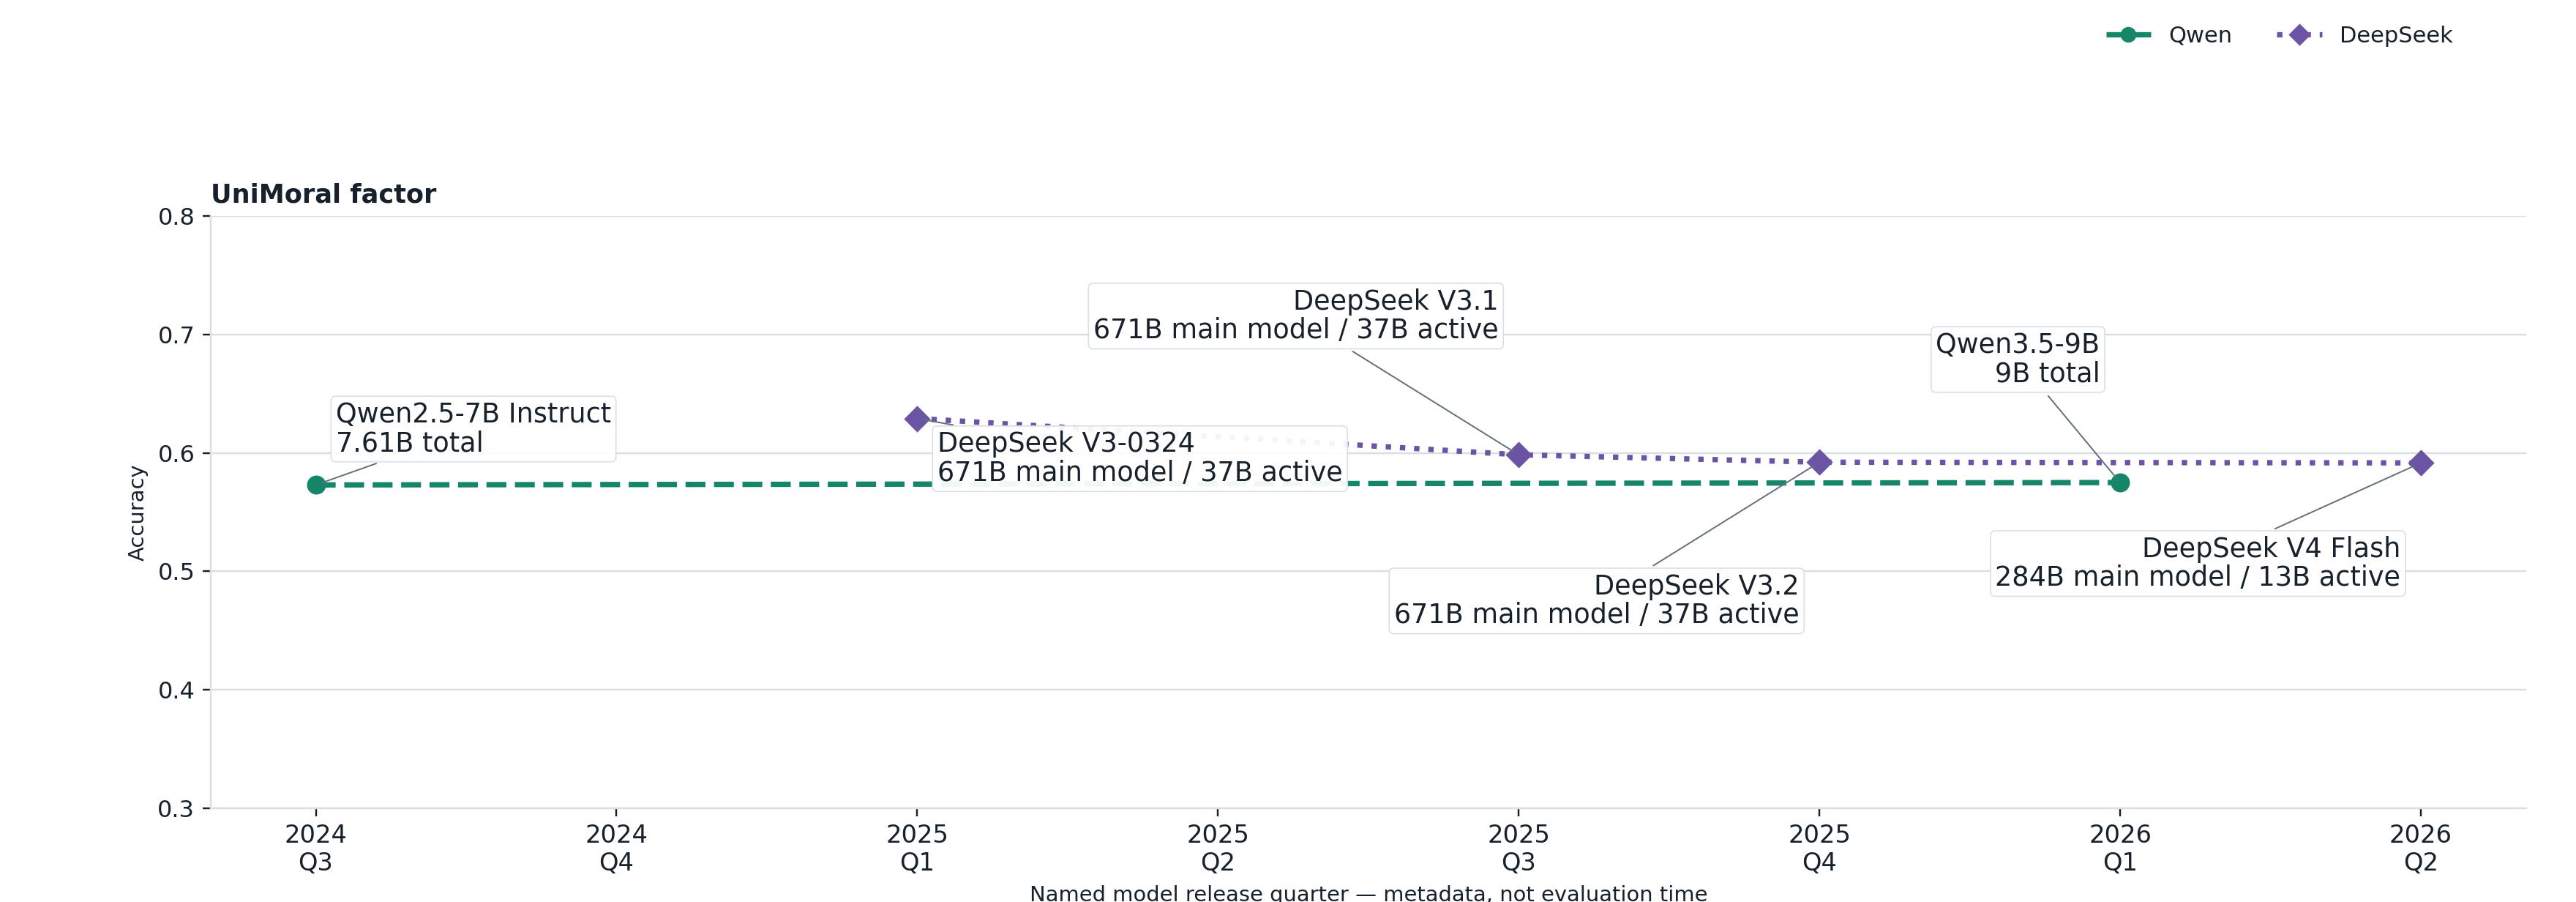 Qwen
DeepSeek
UniMoral factor
0.8
0.7
0.6
0.5
0.4
0.3
Accuracy
DeepSeek V3.1
671B main model / 37B active
Qwen3.5-9B
9B total
Qwen2.5-7B Instruct
7.61B total
DeepSeek V3-0324
671B main model / 37B active
DeepSeek V4 Flash
284B main model / 13B active
DeepSeek V3.2
671B main model / 37B active
2024
Q3
2024
Q4
2025
Q1
2025
Q2
2025
Q3
2025
Q4
2026
Q1
2026
Q2
Named model release quarter — metadata, not evaluation time